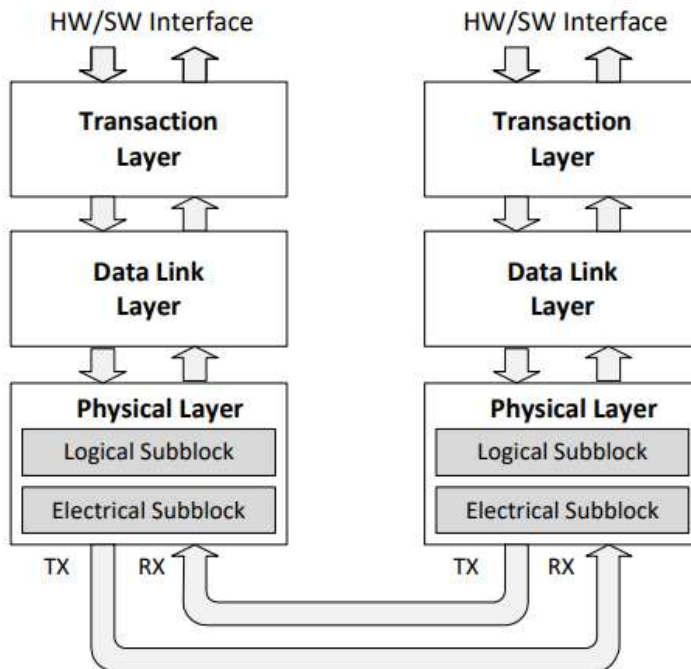 HW/SW Interface
Transaction
Layer
Data Link
Layer
Physical Layer
Logical Subblock
Electrical Subblock
TX
RX
HW/SW Interface
Transaction
Layer
Data Link
Layer
Physical Layer
Logical Subblock
Electrical Subblock
TX
RX